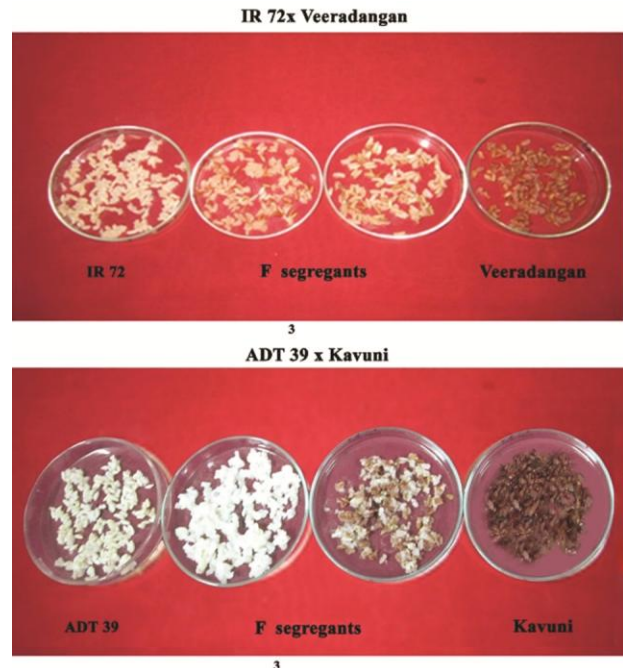 IR 72x Veeradangan
IR 72 F segregants Veeradangan
3
ADT 39 x Kavuni
ADT 39 F segregants Kavuni
3